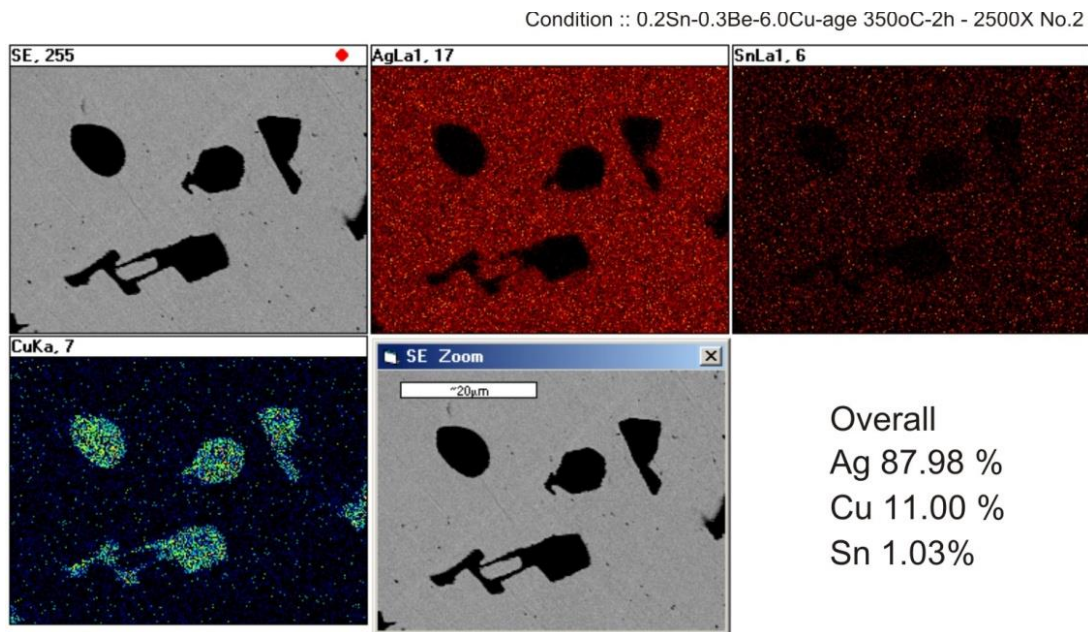 Condition :: 0.2Sn-0.3Be-6.0Cu-age 350oC-2h - 2500X No.2
SE, 255
AgLa1, 17
SnLa1, 6
CuKa, 7
SE Zoom
~20µm
Overall
Ag 87.98 %
Cu 11.00 %
Sn 1.03%